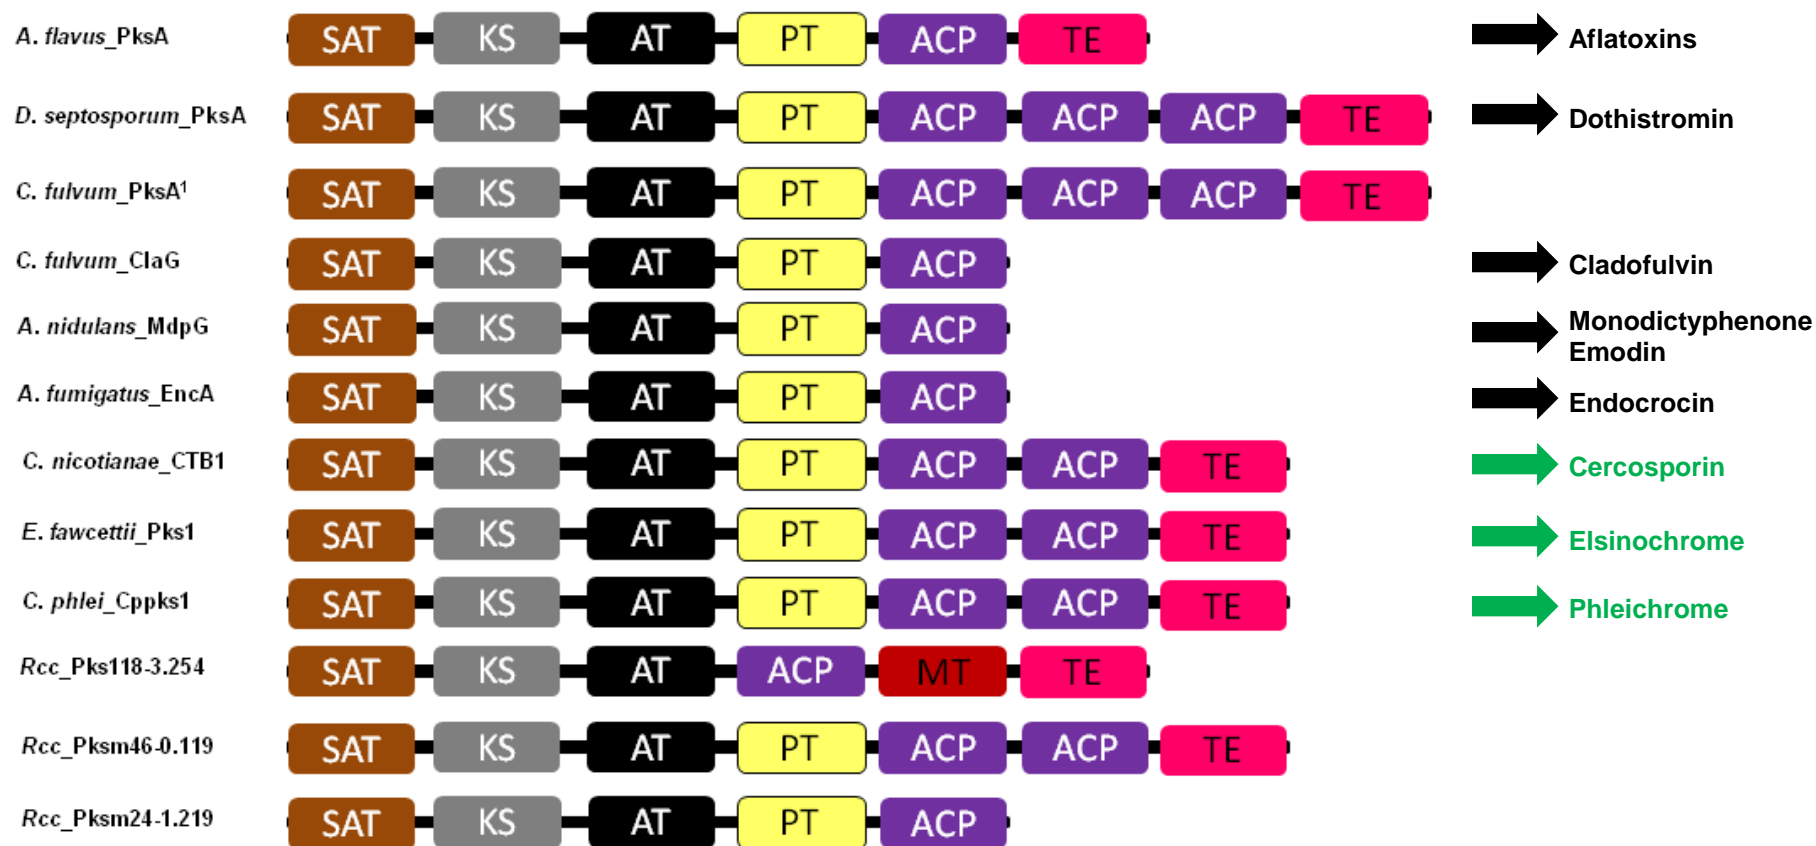 A. flavus_PksA SAT KS AT PT ACP TE Aflatoxins
D. septosporum_PksA SAT KS AT PT ACP ACP ACP TE Dothistromin
C. fulvum_PksA¹ SAT KS AT PT ACP ACP ACP TE
C. fulvum_ClaG SAT KS AT PT ACP Cladofulvin
A. nidulans_MdpG SAT KS AT PT ACP Monodictyphenone
Emodin
A. fumigatus_EncA SAT KS AT PT ACP Endocrocin
C. nicotianae_CTB1 SAT KS AT PT ACP ACP TE Cercosporin
E. fawcettii_Pks1 SAT KS AT PT ACP ACP TE Elsinochrome
C. phlei_Cppks1 SAT KS AT PT ACP ACP TE Phleichrome
Rcc_Pks118-3.254 SAT KS AT ACP MT TE
Rcc_Pksm46-0.119 SAT KS AT PT ACP ACP TE
Rcc_Pksm24-1.219 SAT KS AT PT ACP